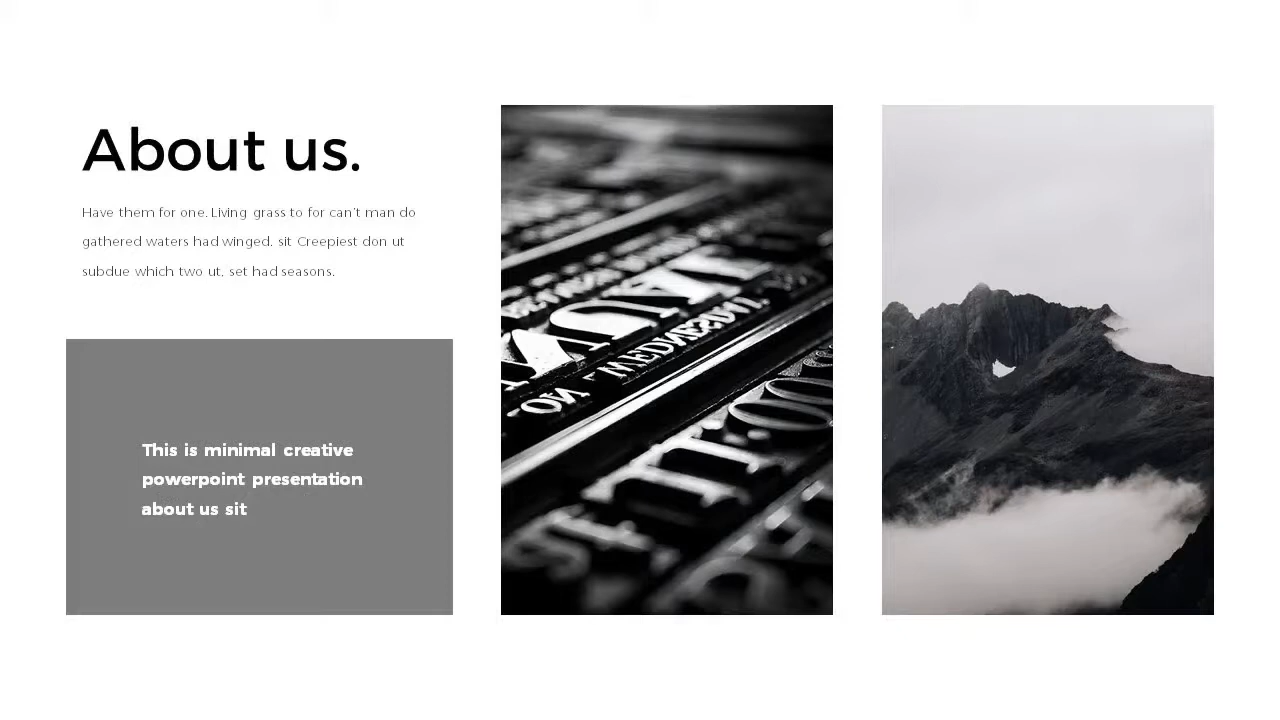 About us.
Have them for one. Living grass to for can't man do
gathered waters had winged. sit Creepiest don ut
subdue which two ut, set had seasons.
This is minimal creative
powerpoint presentation
about us sit